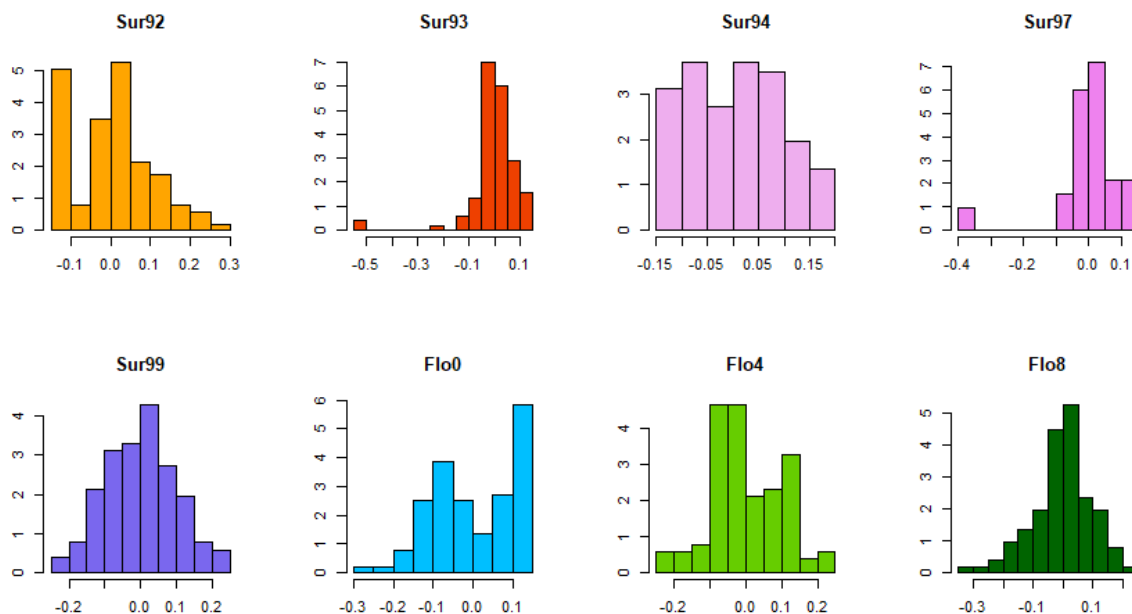 Sur92 Sur93 Sur94 Sur97
5 4 3 2 1 0
-0.1 0.0 0.1 0.2 0.3
7 6 5 4 3 2 1 0
-0.5 -0.3 -0.1 0.1
3 2 1 0
-0.15 -0.05 0.05 0.15
7 6 5 4 3 2 1 0
-0.4 -0.2 0.0 0.1
Sur99 Flo0 Flo4 Flo8
4 3 2 1 0
-0.2 0.0 0.1 0.2
6 5 4 3 2 1 0
-0.3 -0.1 0.0 0.1
4 3 2 1 0
-0.2 0.0 0.1 0.2
5 4 3 2 1 0
-0.3 -0.1 0.1